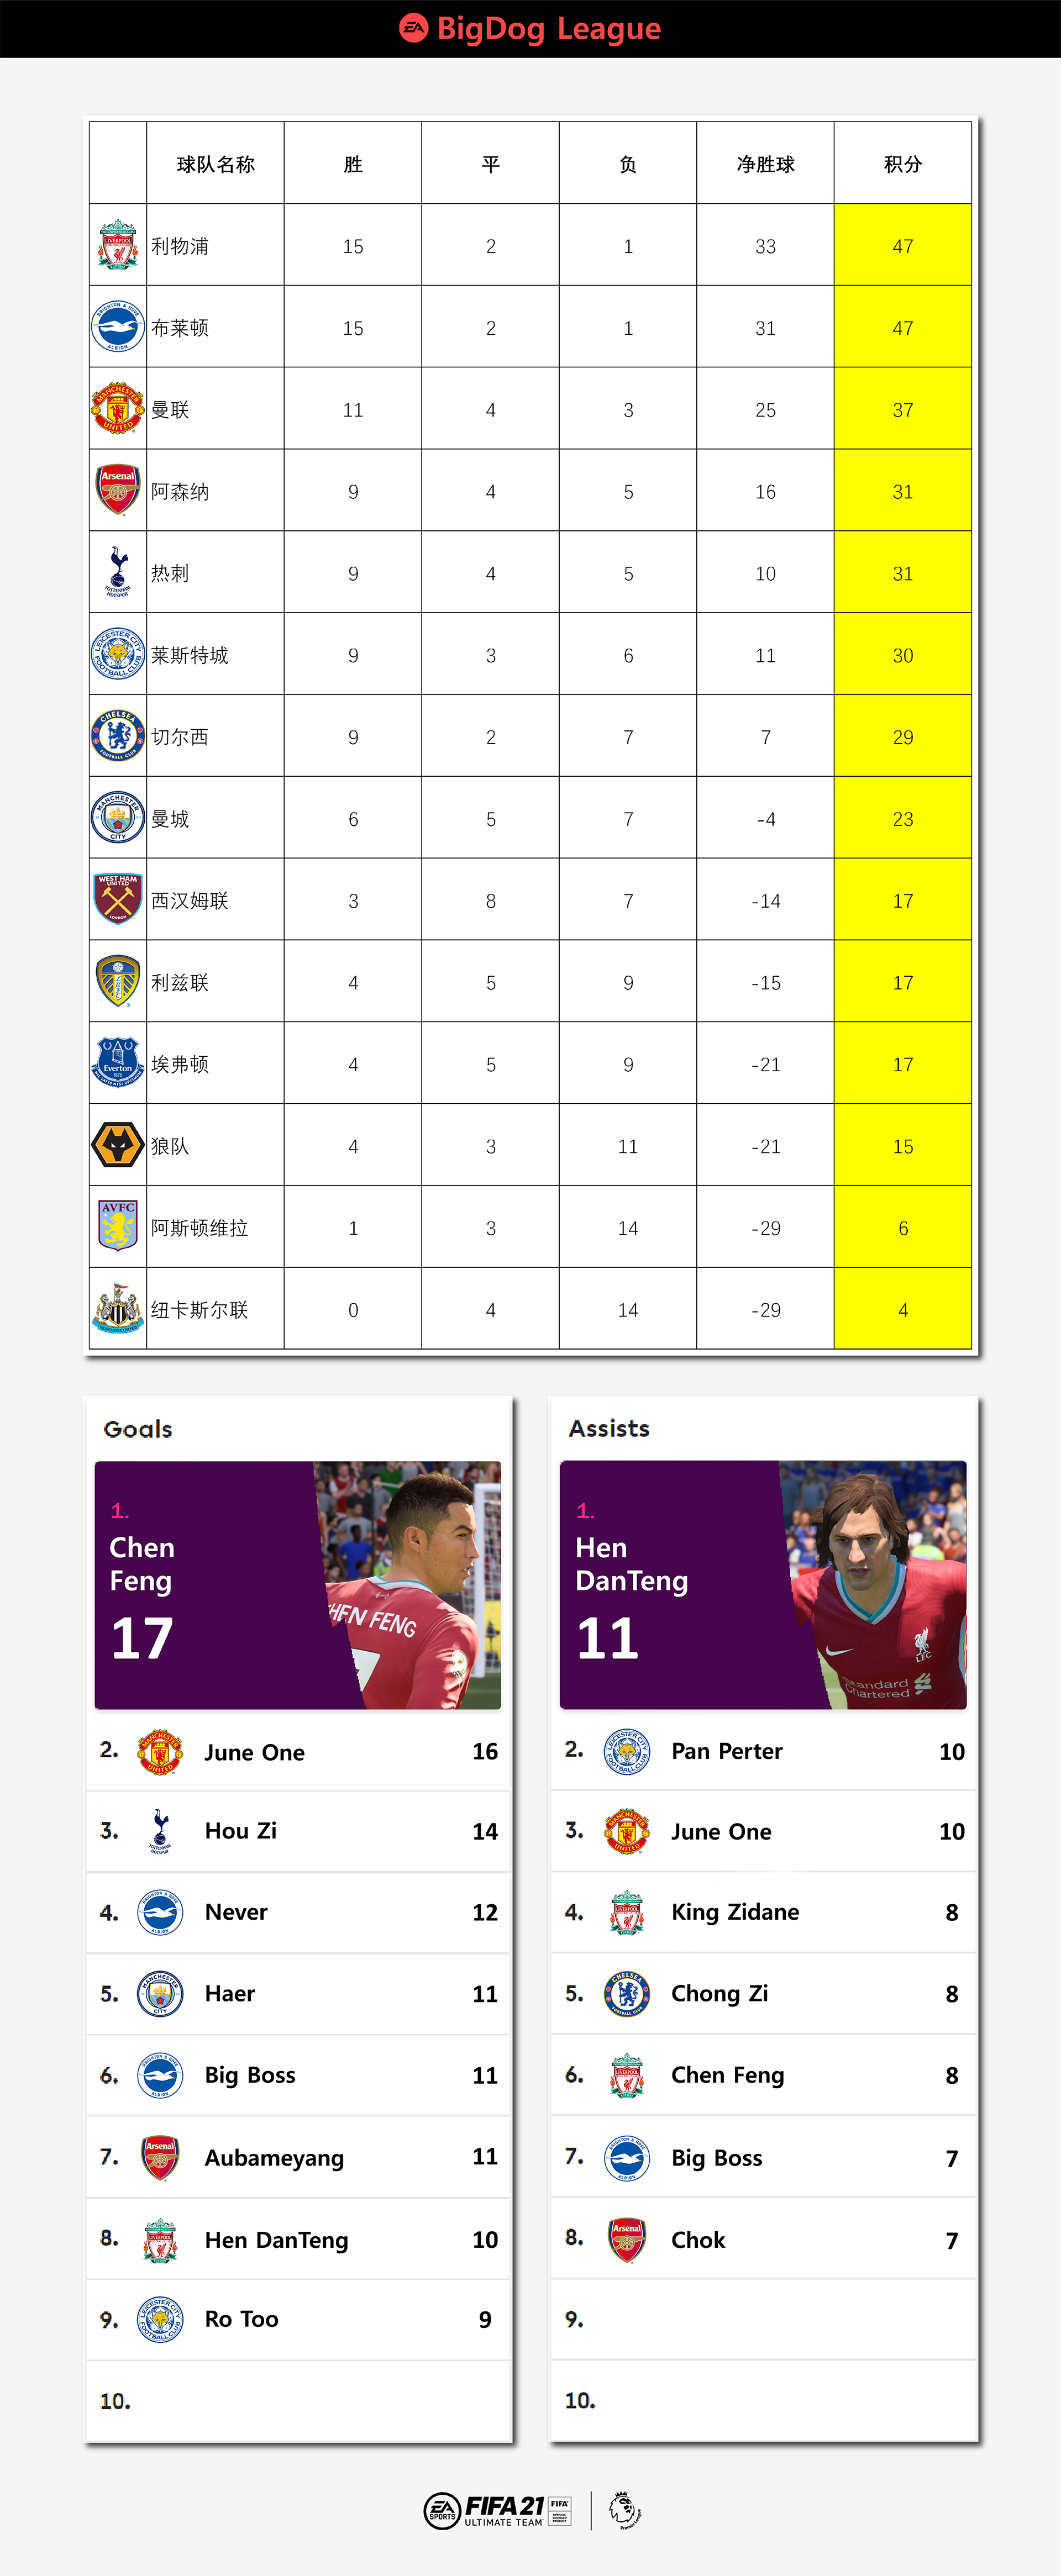 EA BigDog League
球队名称 胜 平 负 净胜球 积分
利物浦 15 2 1 33 47
布莱顿 15 2 1 31 47
曼联 11 4 3 25 37
阿森纳 9 4 5 16 31
热刺 9 4 5 10 31
莱斯特城 9 3 6 11 30
切尔西 9 2 7 7 29
曼城 6 5 7 -4 23
西汉姆联 3 8 7 -14 17
利兹联 4 5 9 -15 17
埃弗顿 4 5 9 -21 17
狼队 4 3 11 -21 15
阿斯顿维拉 1 3 14 -29 6
纽卡斯尔联 0 4 14 -29 4
Goals
1.
Chen
Feng
17
HEN FENG
7
2. June One 16
3. Hou Zi 14
4. Never 12
5. Haer 11
6. Big Boss 11
7. Aubameyang 11
8. Hen DanTeng 10
9. Ro Too 9
10.
Assists
1.
Hen
DanTeng
11
L.F.C.
Standard
Chartered
2. Pan Perter 10
3. June One 10
4. King Zidane 8
5. Chong Zi 8
6. Chen Feng 8
7. Big Boss 7
8. Chok 7
9.
10.
EA SPORTS FIFA 21 ULTIMATE TEAM FIFA OFFICIAL LICENSED PRODUCT Premier League